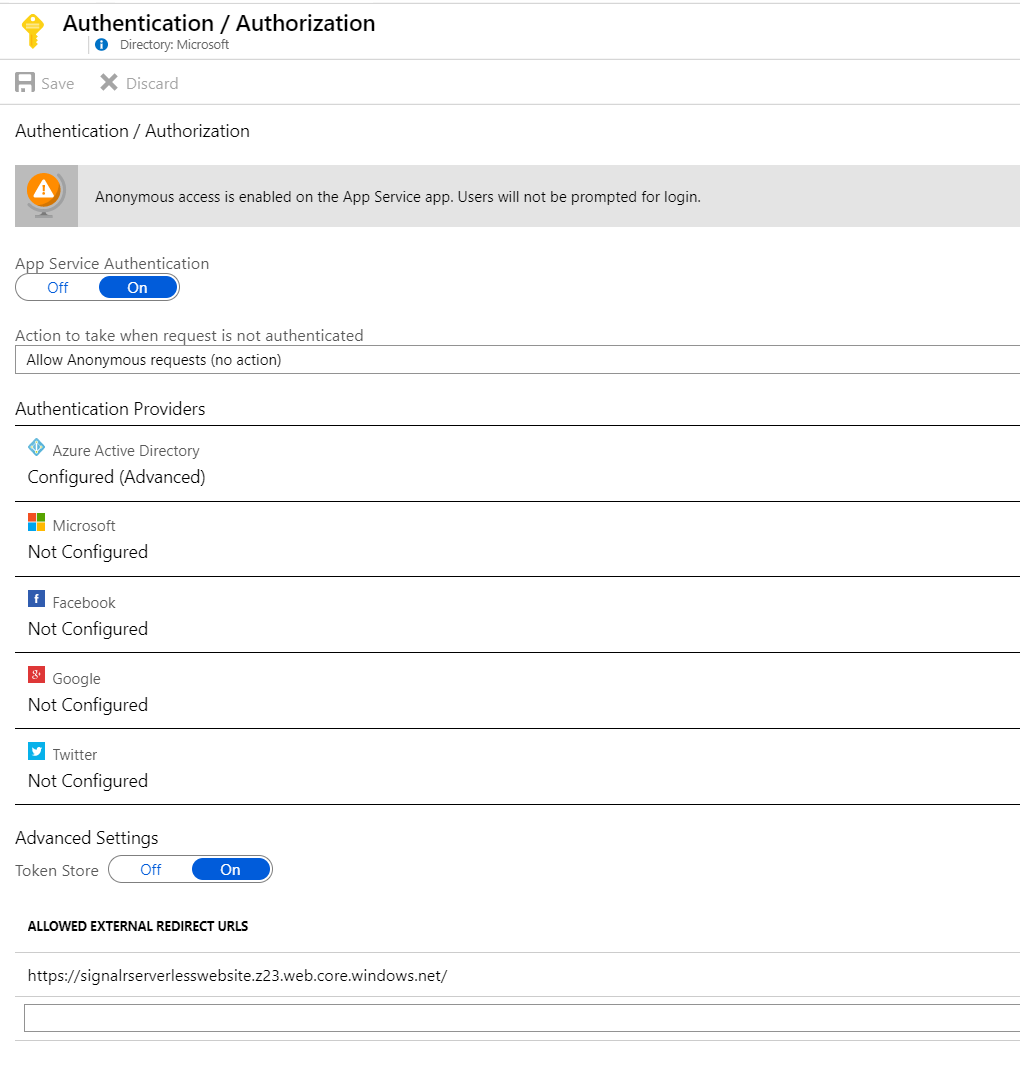 Authentication / Authorization
Directory: Microsoft
Save Discard
Authentication / Authorization
Anonymous access is enabled on the App Service app. Users will not be prompted for login.
App Service Authentication
Off On
Action to take when request is not authenticated
Allow Anonymous requests (no action)
Authentication Providers
Azure Active Directory
Configured (Advanced)
Microsoft
Not Configured
Facebook
Not Configured
Google
Not Configured
Twitter
Not Configured
Advanced Settings
Token Store Off On
ALLOWED EXTERNAL REDIRECT URLS
https://signalrserverlesswebsite.z23.web.core.windows.net/